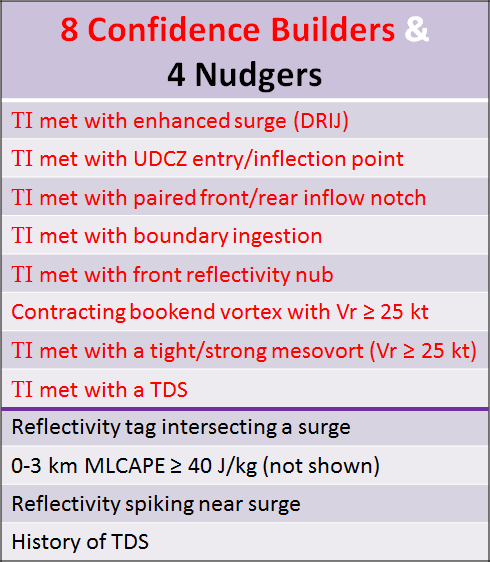 8 Confidence Builders &
4 Nudgers
TI met with enhanced surge (DRIJ)
TI met with UDCZ entry/inflection point
TI met with paired front/rear inflow notch
TI met with boundary ingestion
TI met with front reflectivity nub
Contracting bookend vortex with Vr ≥ 25 kt
TI met with a tight/strong mesovort (Vr ≥ 25 kt)
TI met with a TDS
Reflectivity tag intersecting a surge
0-3 km MLCAPE ≥ 40 J/kg (not shown)
Reflectivity spiking near surge
History of TDS